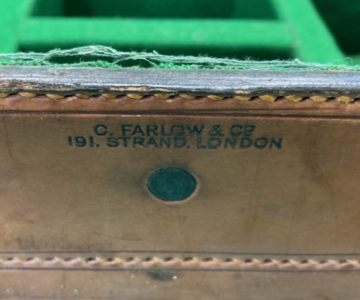 C. FARLOW & CO
191. STRAND. LONDON